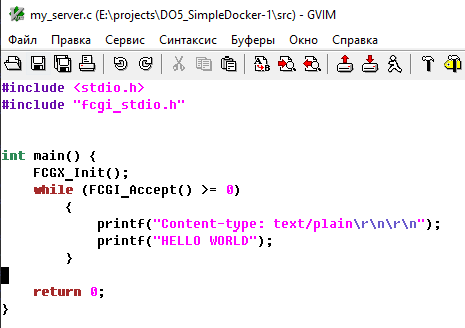 my_server.c (E:\projects\DO5_SimpleDocker-1\src) - GVIM
Файл Правка Сервис Синтаксис Буферы Окно Справка
#include <stdio.h>
#include "fcgi_stdio.h"
int main() {
    FCGX_Init();
    while (FCGI_Accept() >= 0)
        {
            printf("Content-type: text/plain\r\n\r\n");
            printf("HELLO WORLD");
        }
    return 0;
}